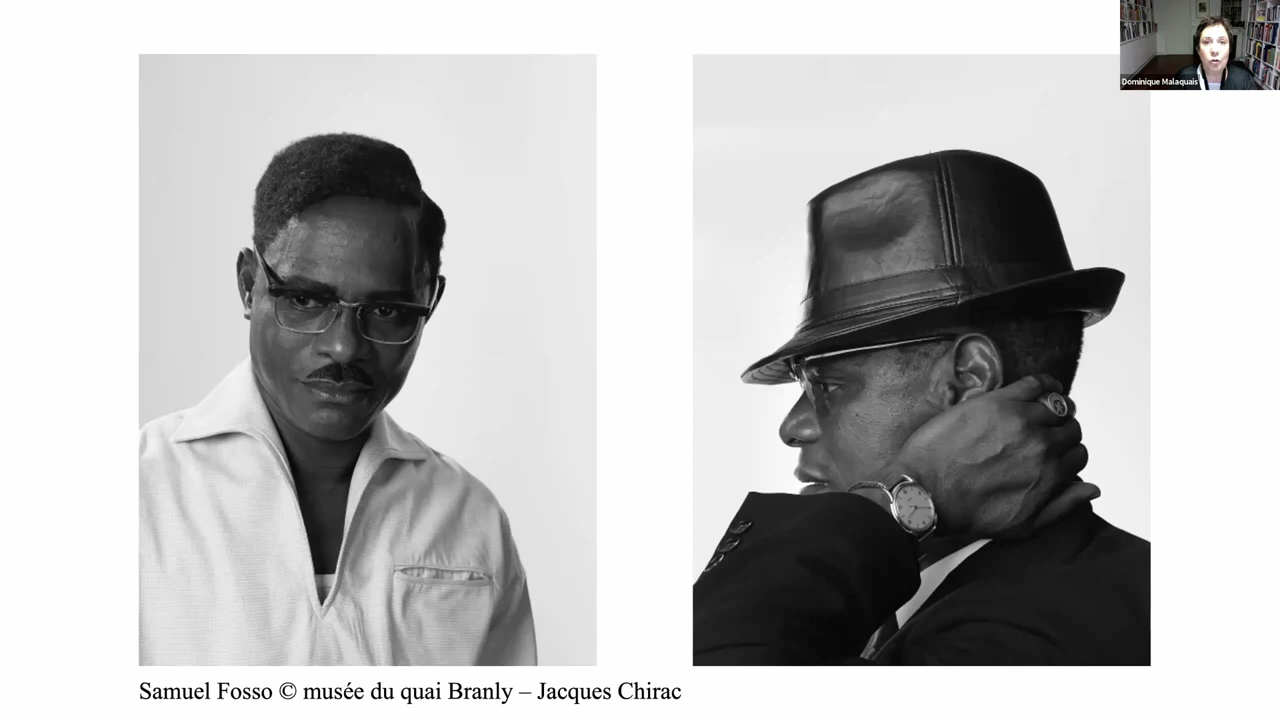 Dominique Malaquais
Samuel Fosso © musée du quai Branly – Jacques Chirac